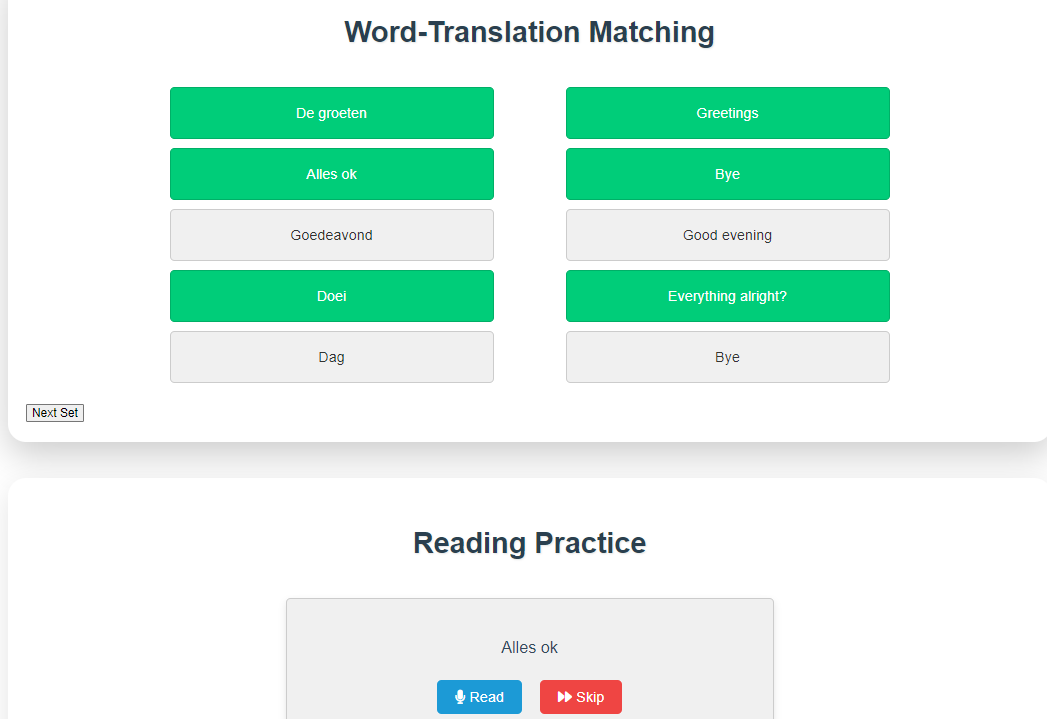 Word-Translation Matching
De groeten
Greetings
Alles ok
Bye
Goedeavond
Good evening
Doei
Everything alright?
Dag
Bye
Next Set
Reading Practice
Alles ok
Read
Skip